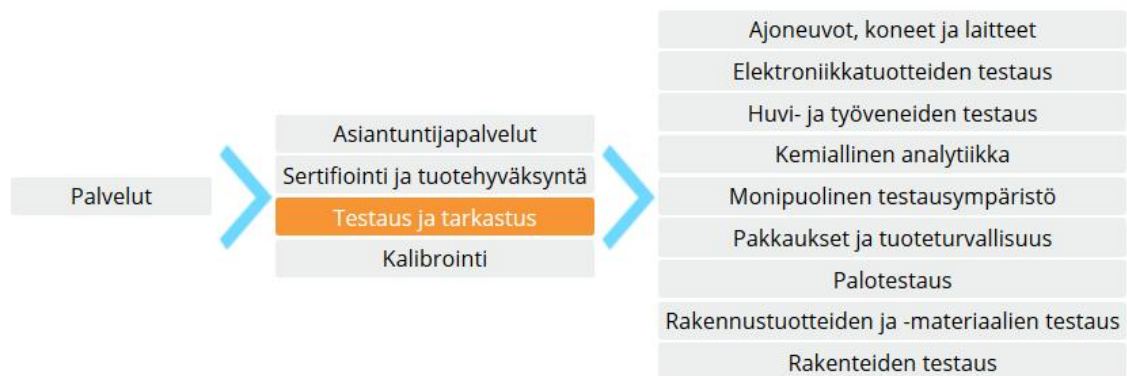 Palvelut
Asiantuntijapalvelut
Sertifiointi ja tuotehyväksyntä
Testaus ja tarkastus
Kalibrointi
Ajoneuvot, koneet ja laitteet
Elektroniikkatuotteiden testaus
Huvi- ja työveneiden testaus
Kemiallinen analytiikka
Monipuolinen testausympäristö
Pakkaukset ja tuoteturvallisuus
Palotestaus
Rakennustuotteiden ja -materiaalien testaus
Rakenteiden testaus